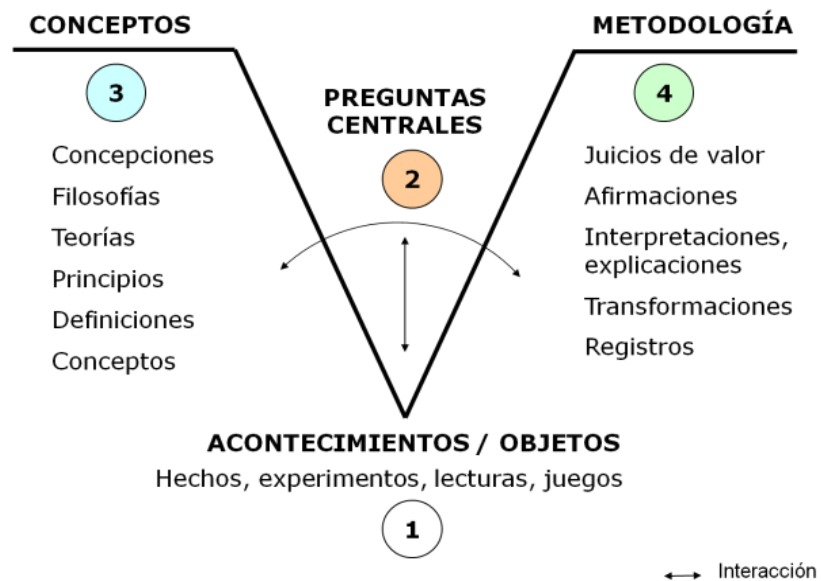 CONCEPTOS
3
Concepciones
Filosofías
Teorías
Principios
Definiciones
Conceptos
PREGUNTAS
CENTRALES
2
METODOLOGÍA
4
Juicios de valor
Afirmaciones
Interpretaciones,
explicaciones
Transformaciones
Registros
ACONTECIMIENTOS / OBJETOS
Hechos, experimentos, lecturas, juegos
1
Interacción